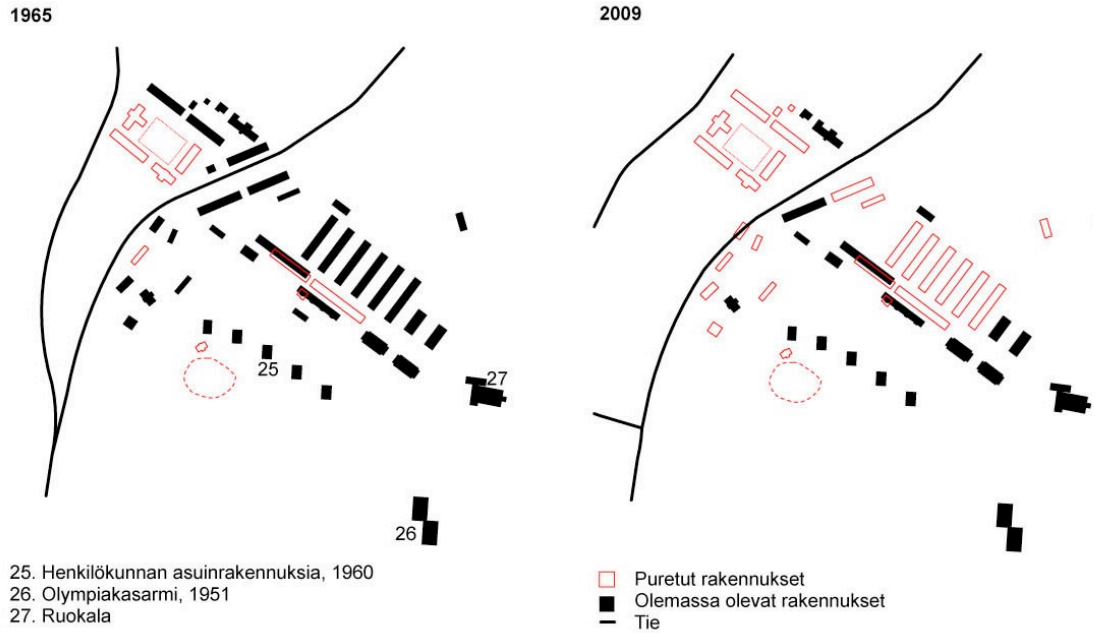 1965
2009
25
27
26
25. Henkilökunnan asuinrakennuksia, 1960
26. Olympiakasarmi, 1951
27. Ruokala
27
Puretut rakennukset
Olemassa olevat rakennukset
Tie